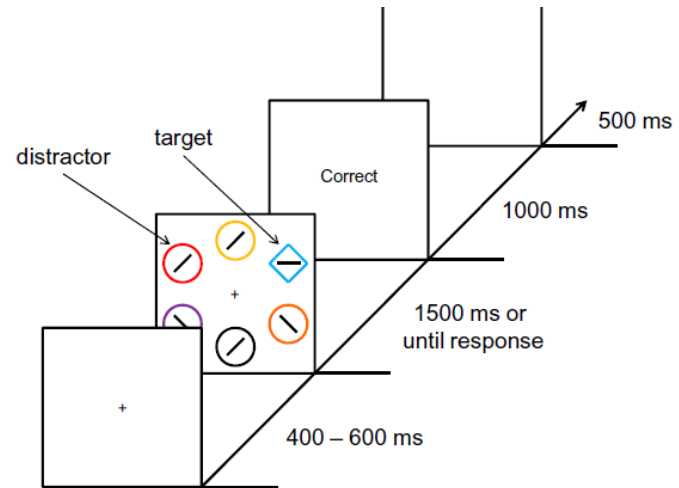 500 ms
target
distractor
Correct
1000 ms
1500 ms or
until response
400 – 600 ms
+
+